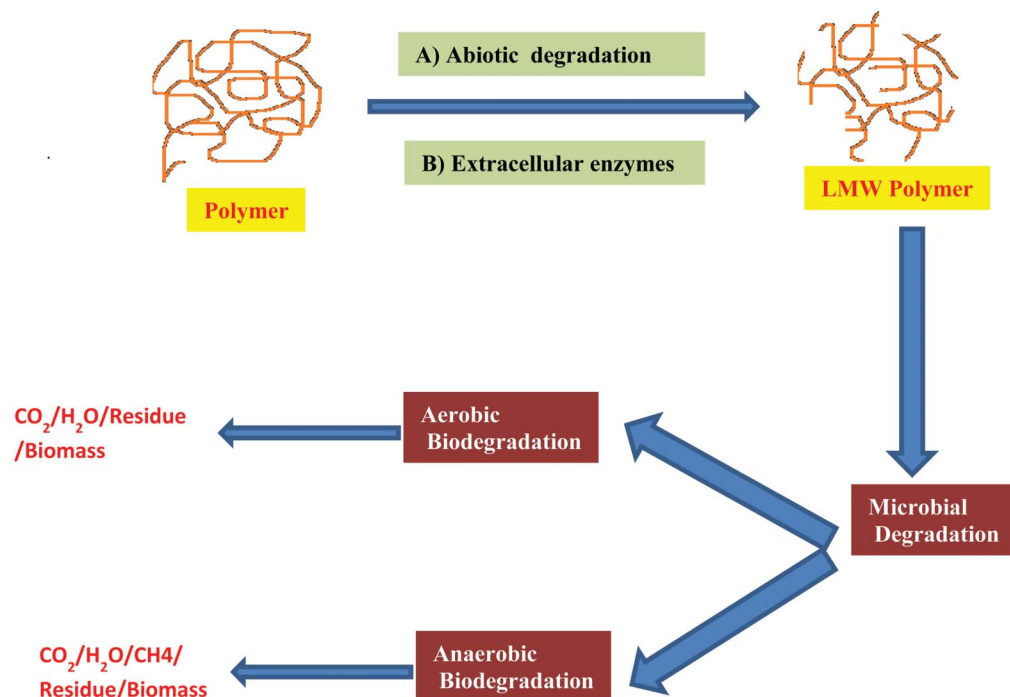 A) Abiotic degradation
B) Extracellular enzymes
Polymer
LMW Polymer
CO₂/H₂O/Residue
/Biomass
Aerobic
Biodegradation
Microbial
Degradation
CO₂/H₂O/CH4/
Residue/Biomass
Anaerobic
Biodegradation